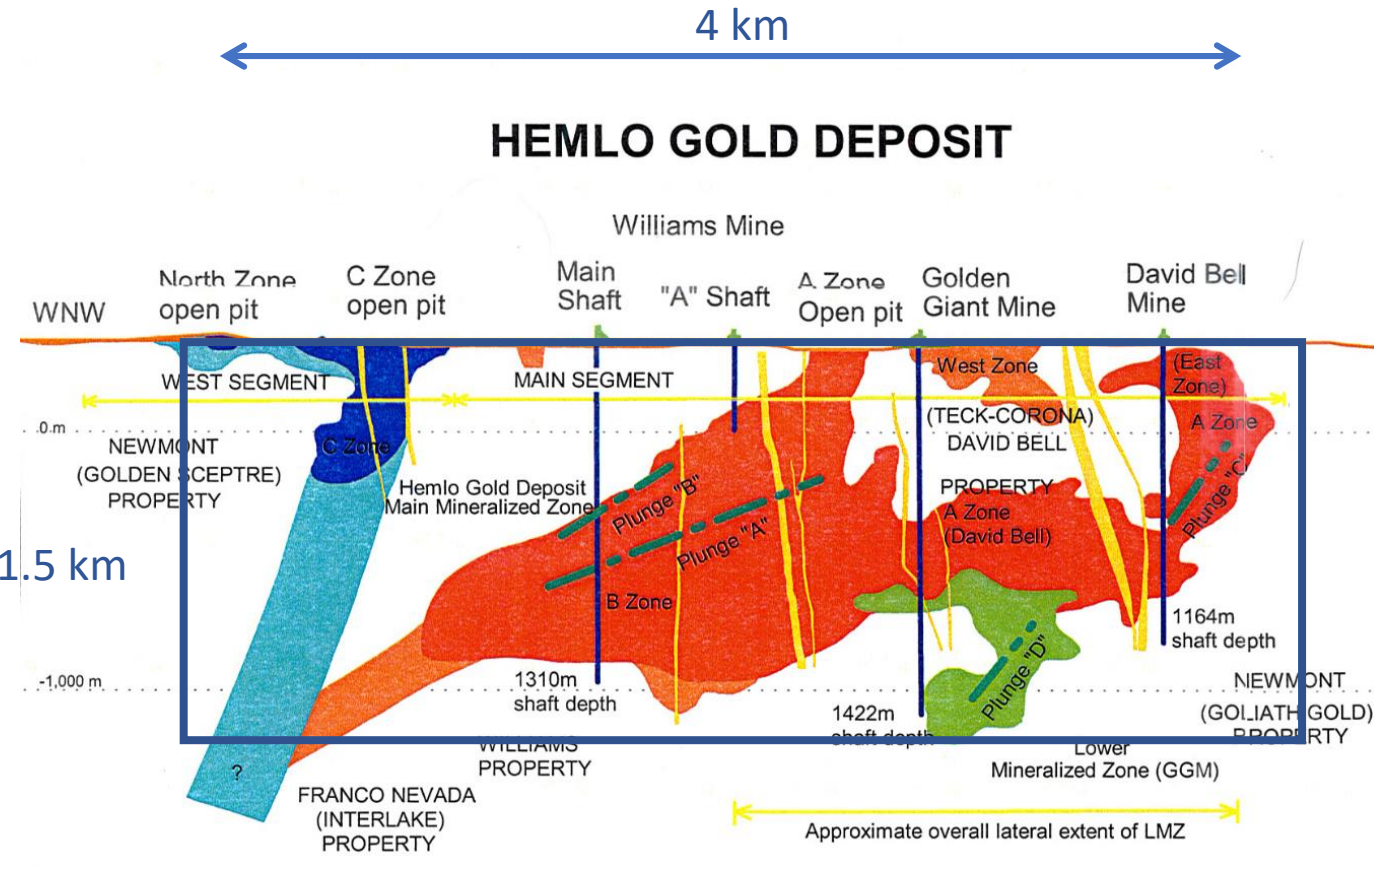 4 km
HEMLO GOLD DEPOSIT
Williams Mine
North Zone
open pit
C Zone
open pit
Main
Shaft
"A" Shaft
A Zone
Open pit
Golden
Giant Mine
David Bell
Mine
WNW
WEST SEGMENT
MAIN SEGMENT
West Zone
(East
Zone)
0 m
NEWMONT
(GOLDEN SCEPTRE)
PROPERTY
C Zone
(TECK-CORONA)
DAVID BELL
PROPERTY
A Zone
Plunge "C"
Hemlo Gold Deposit
Main Mineralized Zone
Plunge "B"
Plunge "A"
A Zone
(David Bell)
1.5 km
B Zone
1164m
shaft depth
Plunge "D"
-1,000 m
1310m
shaft depth
1422m
shaft depth
NEWMONT
(GOLIATH GOLD)
PROPERTY
WILLIAMS
PROPERTY
Lower
Mineralized Zone (GGM)
?
FRANCO NEVADA
(INTERLAKE)
PROPERTY
Approximate overall lateral extent of LMZ